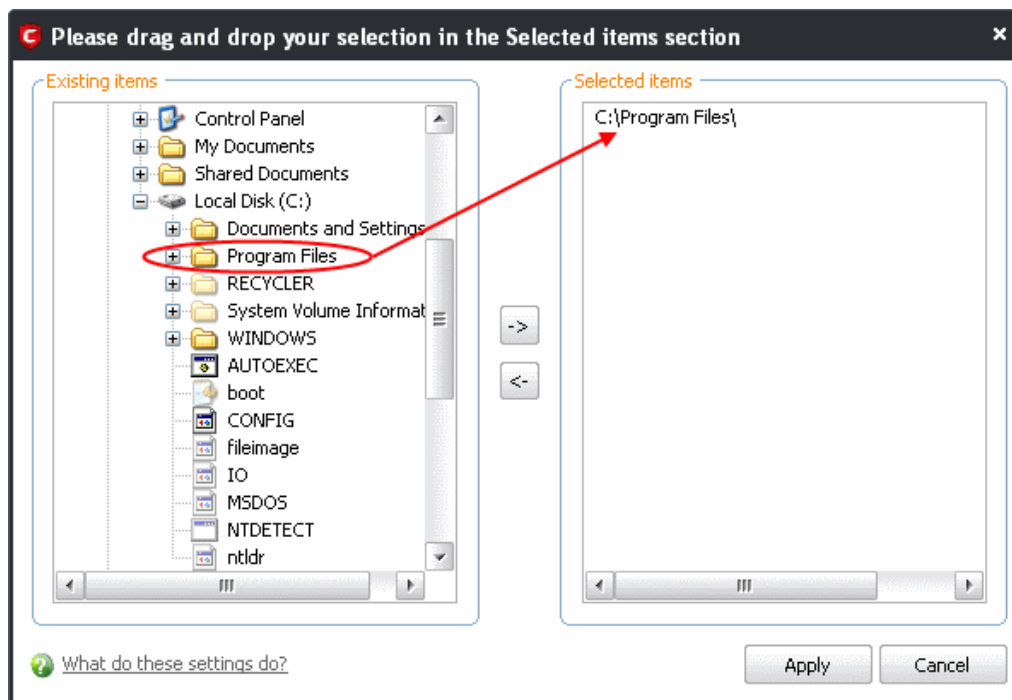 Please drag and drop your selection in the Selected items section
Existing items
Control Panel
My Documents
Shared Documents
Local Disk (C:)
Documents and Settings
Program Files
RECYCLER
System Volume Informat
WINDOWS
AUTOEXEC
boot
CONFIG
fileimage
IO
MSDOS
NTDETECT
ntldr
->
<-
Selected items
C:\Program Files\
What do these settings do?
Apply
Cancel